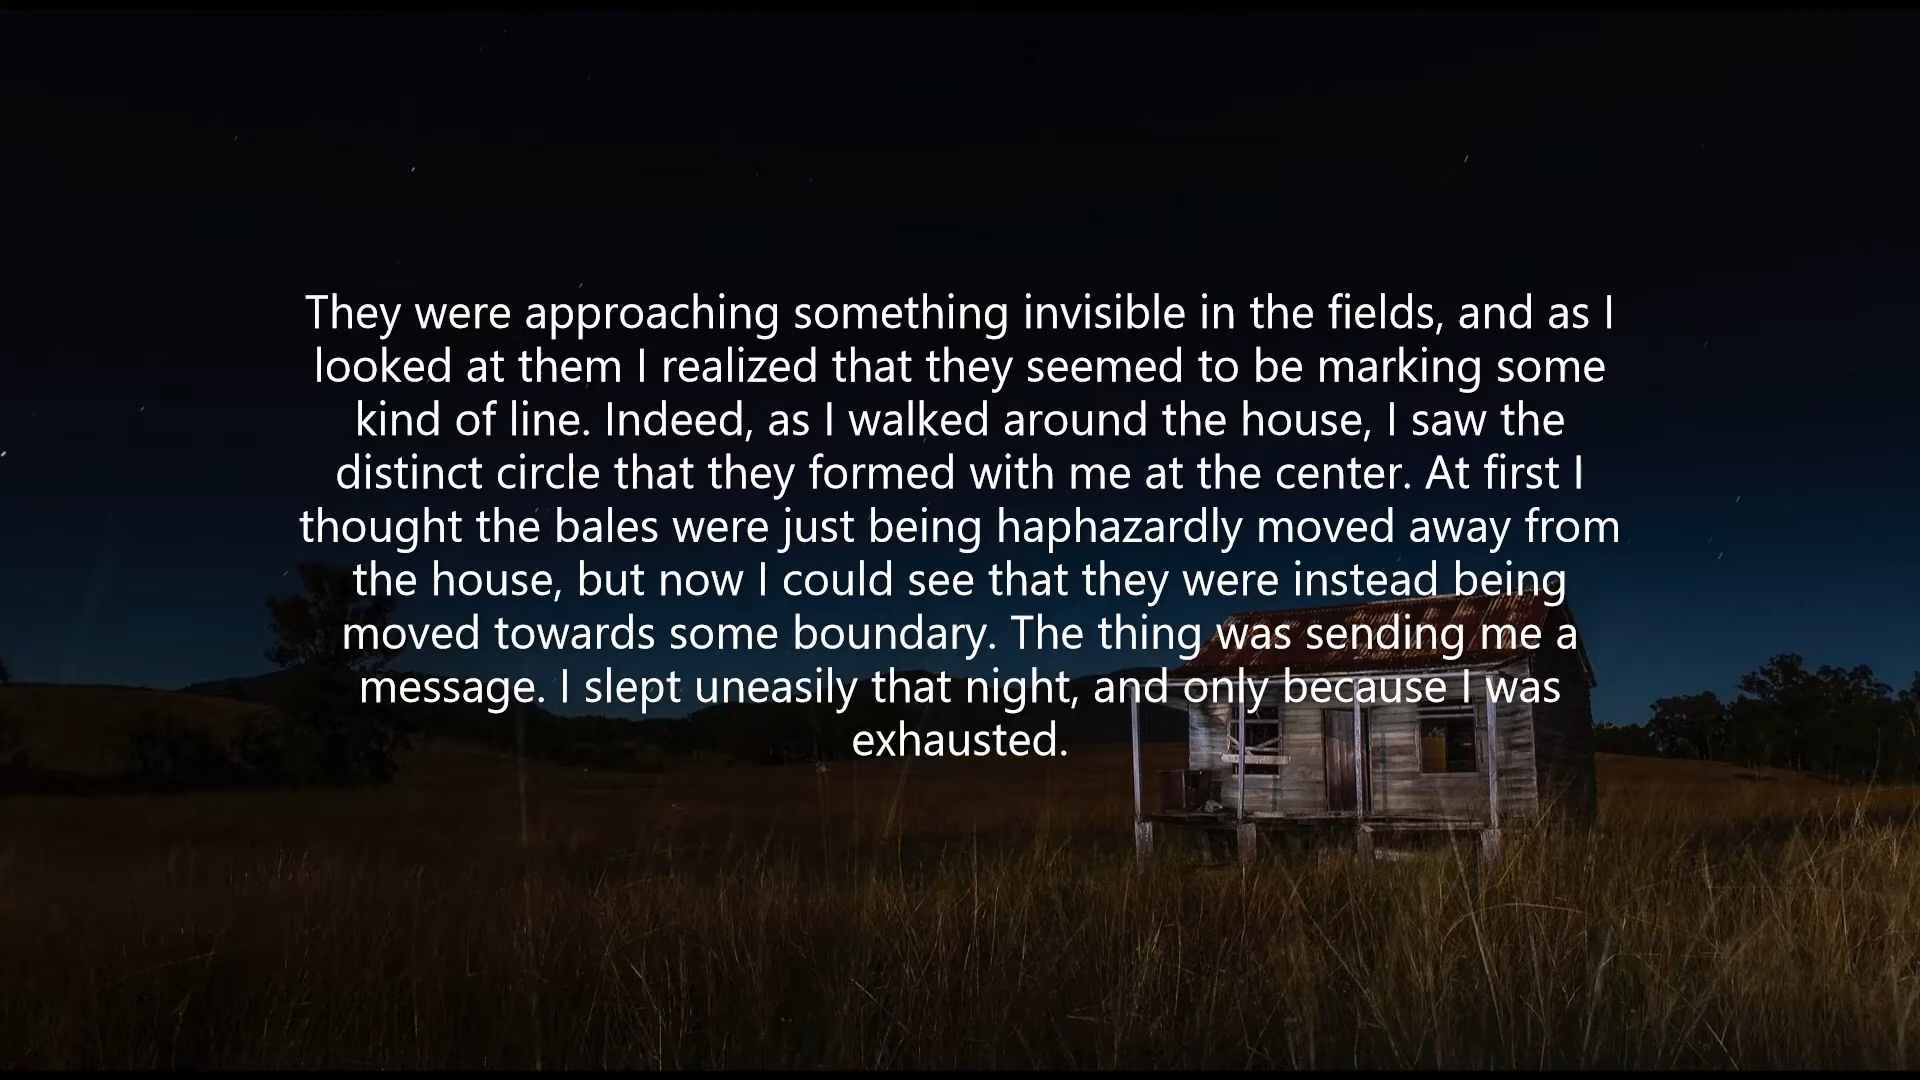 They were approaching something invisible in the fields, and as I
looked at them I realized that they seemed to be marking some
kind of line. Indeed, as I walked around the house, I saw the
distinct circle that they formed with me at the center. At first I
thought the bales were just being haphazardly moved away from
the house, but now I could see that they were instead being
moved towards some boundary. The thing was sending me a
message. I slept uneasily that night, and only because I was
exhausted.